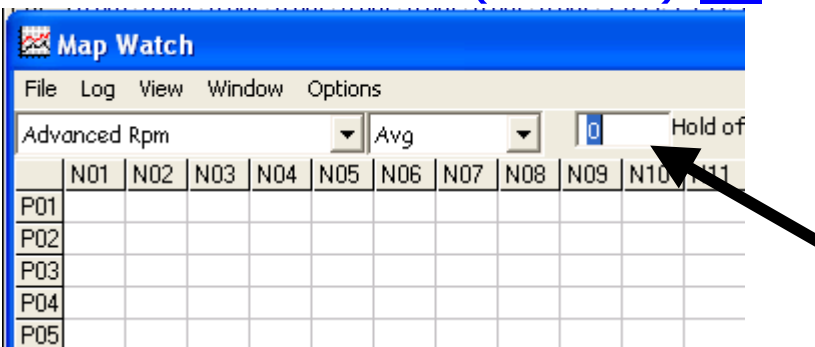 Map Watch
File Log View Window Options
Advanced Rpm Avg 0 Hold of
N01 N02 N03 N04 N05 N06 N07 N08 N09 N10 N11
P01
P02
P03
P04
P05